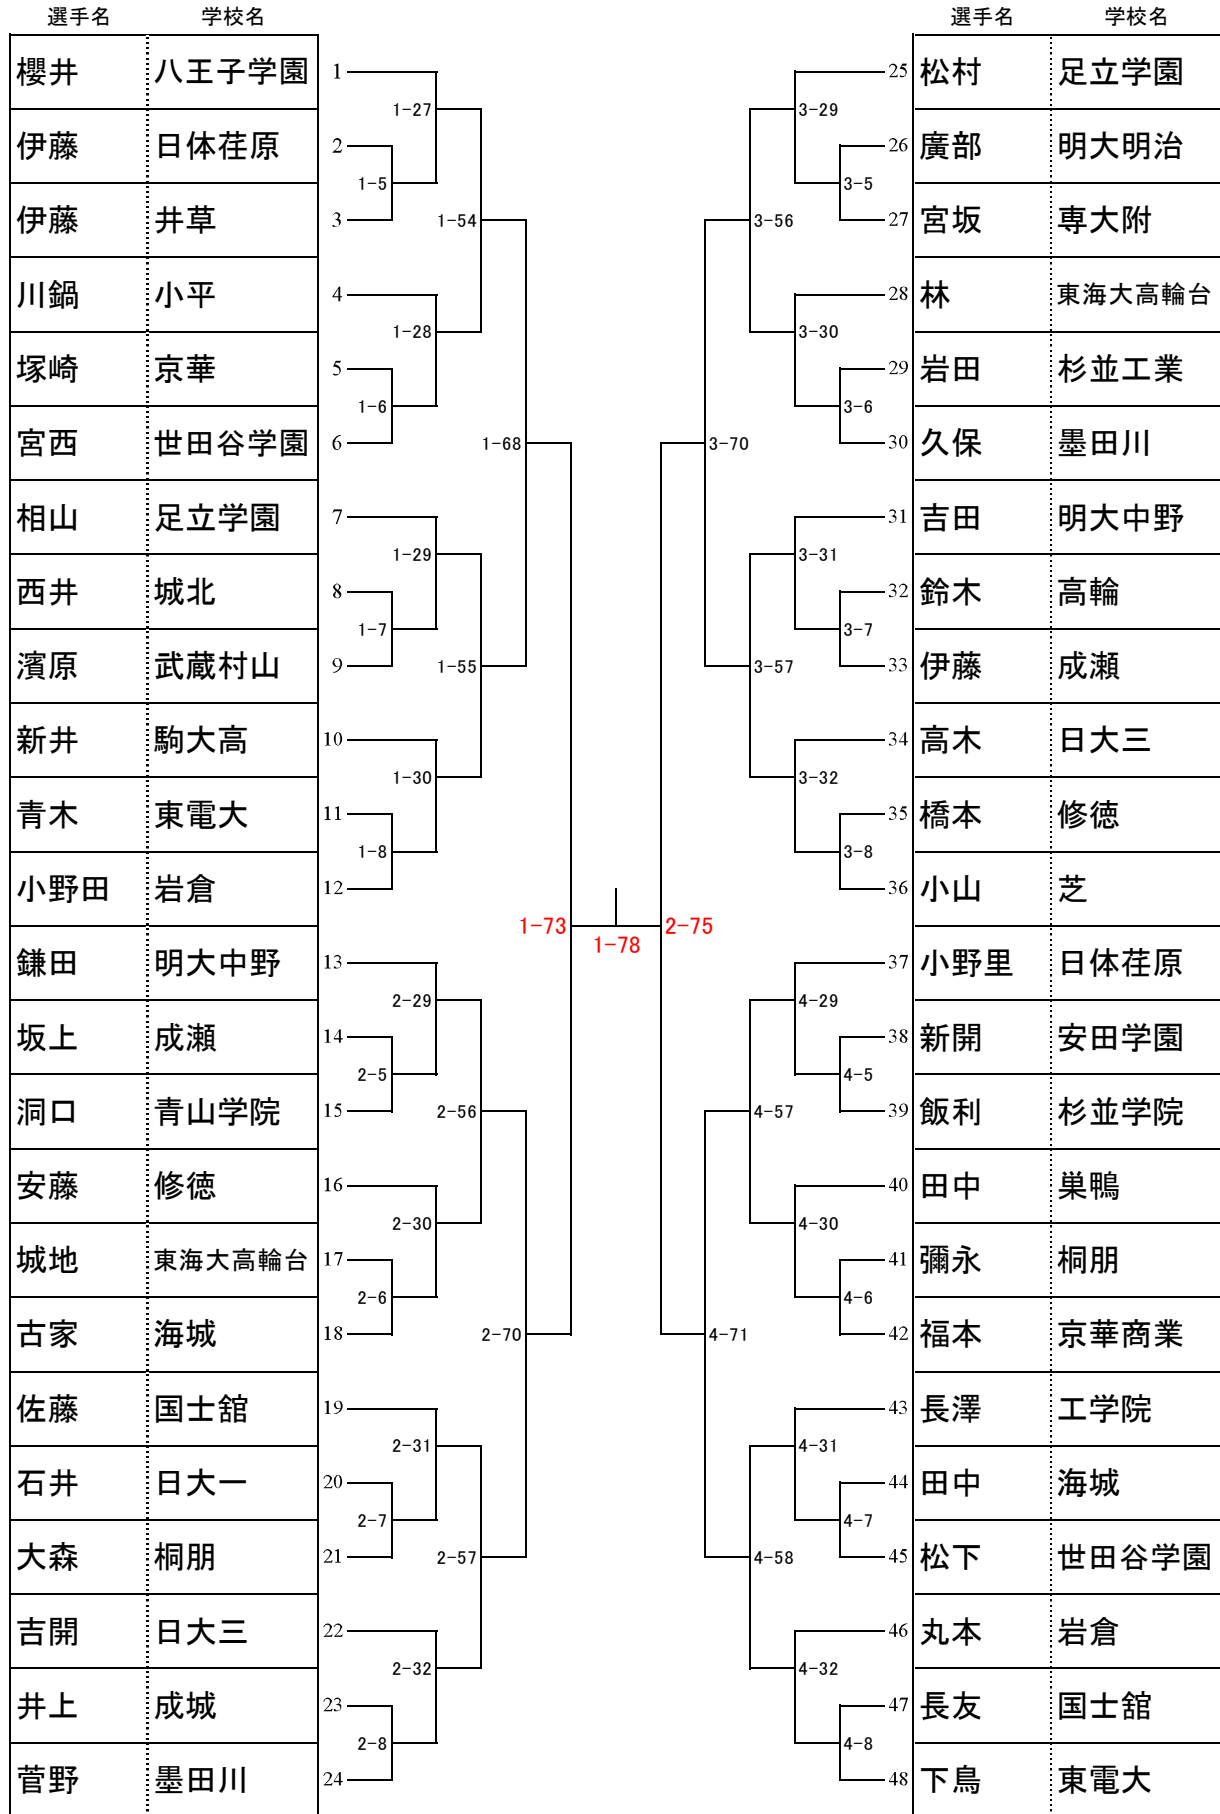 選手名 学校名
櫻井 八王子学園 1
1-27
伊藤 日体荏原 2
1-5
伊藤 井草 3
1-54
川鍋 小平 4
1-28
塚崎 京華 5
1-6
宮西 世田谷学園 6
1-68
相山 足立学園 7
1-29
西井 城北 8
1-7
濱原 武蔵村山 9
1-55
新井 駒大高 10
1-30
青木 東電大 11
1-8
小野田 岩倉 12
1-73
鎌田 明大中野 13
2-29
坂上 成瀬 14
2-5
洞口 青山学院 15
2-56
安藤 修徳 16
2-30
城地 東海大高輪台 17
2-6
古家 海城 18
2-70
佐藤 国士舘 19
2-31
石井 日大一 20
2-7
大森 桐朋 21
2-57
吉開 日大三 22
2-32
井上 成城 23
2-8
菅野 墨田川 24
1-78
選手名 学校名
25 松村 足立学園
3-29
26 廣部 明大明治
3-5
27 宮坂 専大附
3-56
28 林 東海大高輪台
3-30
29 岩田 杉並工業
3-6
30 久保 墨田川
3-70
31 吉田 明大中野
3-31
32 鈴木 高輪
3-7
33 伊藤 成瀬
3-57
34 高木 日大三
3-32
35 橋本 修徳
3-8
36 小山 芝
2-75
37 小野里 日体荏原
4-29
38 新開 安田学園
4-5
39 飯利 杉並学院
4-57
40 田中 巣鴨
4-30
41 彌永 桐朋
4-6
42 福本 京華商業
4-71
43 長澤 工学院
4-31
44 田中 海城
4-7
45 松下 世田谷学園
4-58
46 丸本 岩倉
4-32
47 長友 国士舘
4-8
48 下鳥 東電大